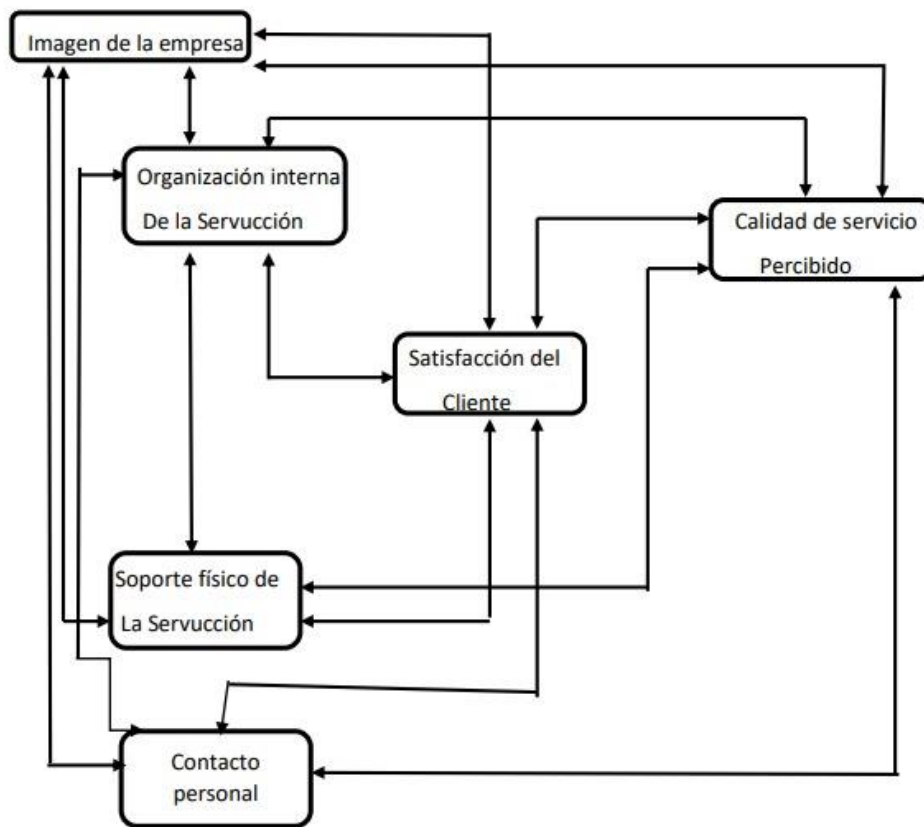 Imagen de la empresa
Organización interna
De la Servucción
Calidad de servicio
Percibido
Satisfacción del
Cliente
Soporte físico de
La Servucción
Contacto
personal